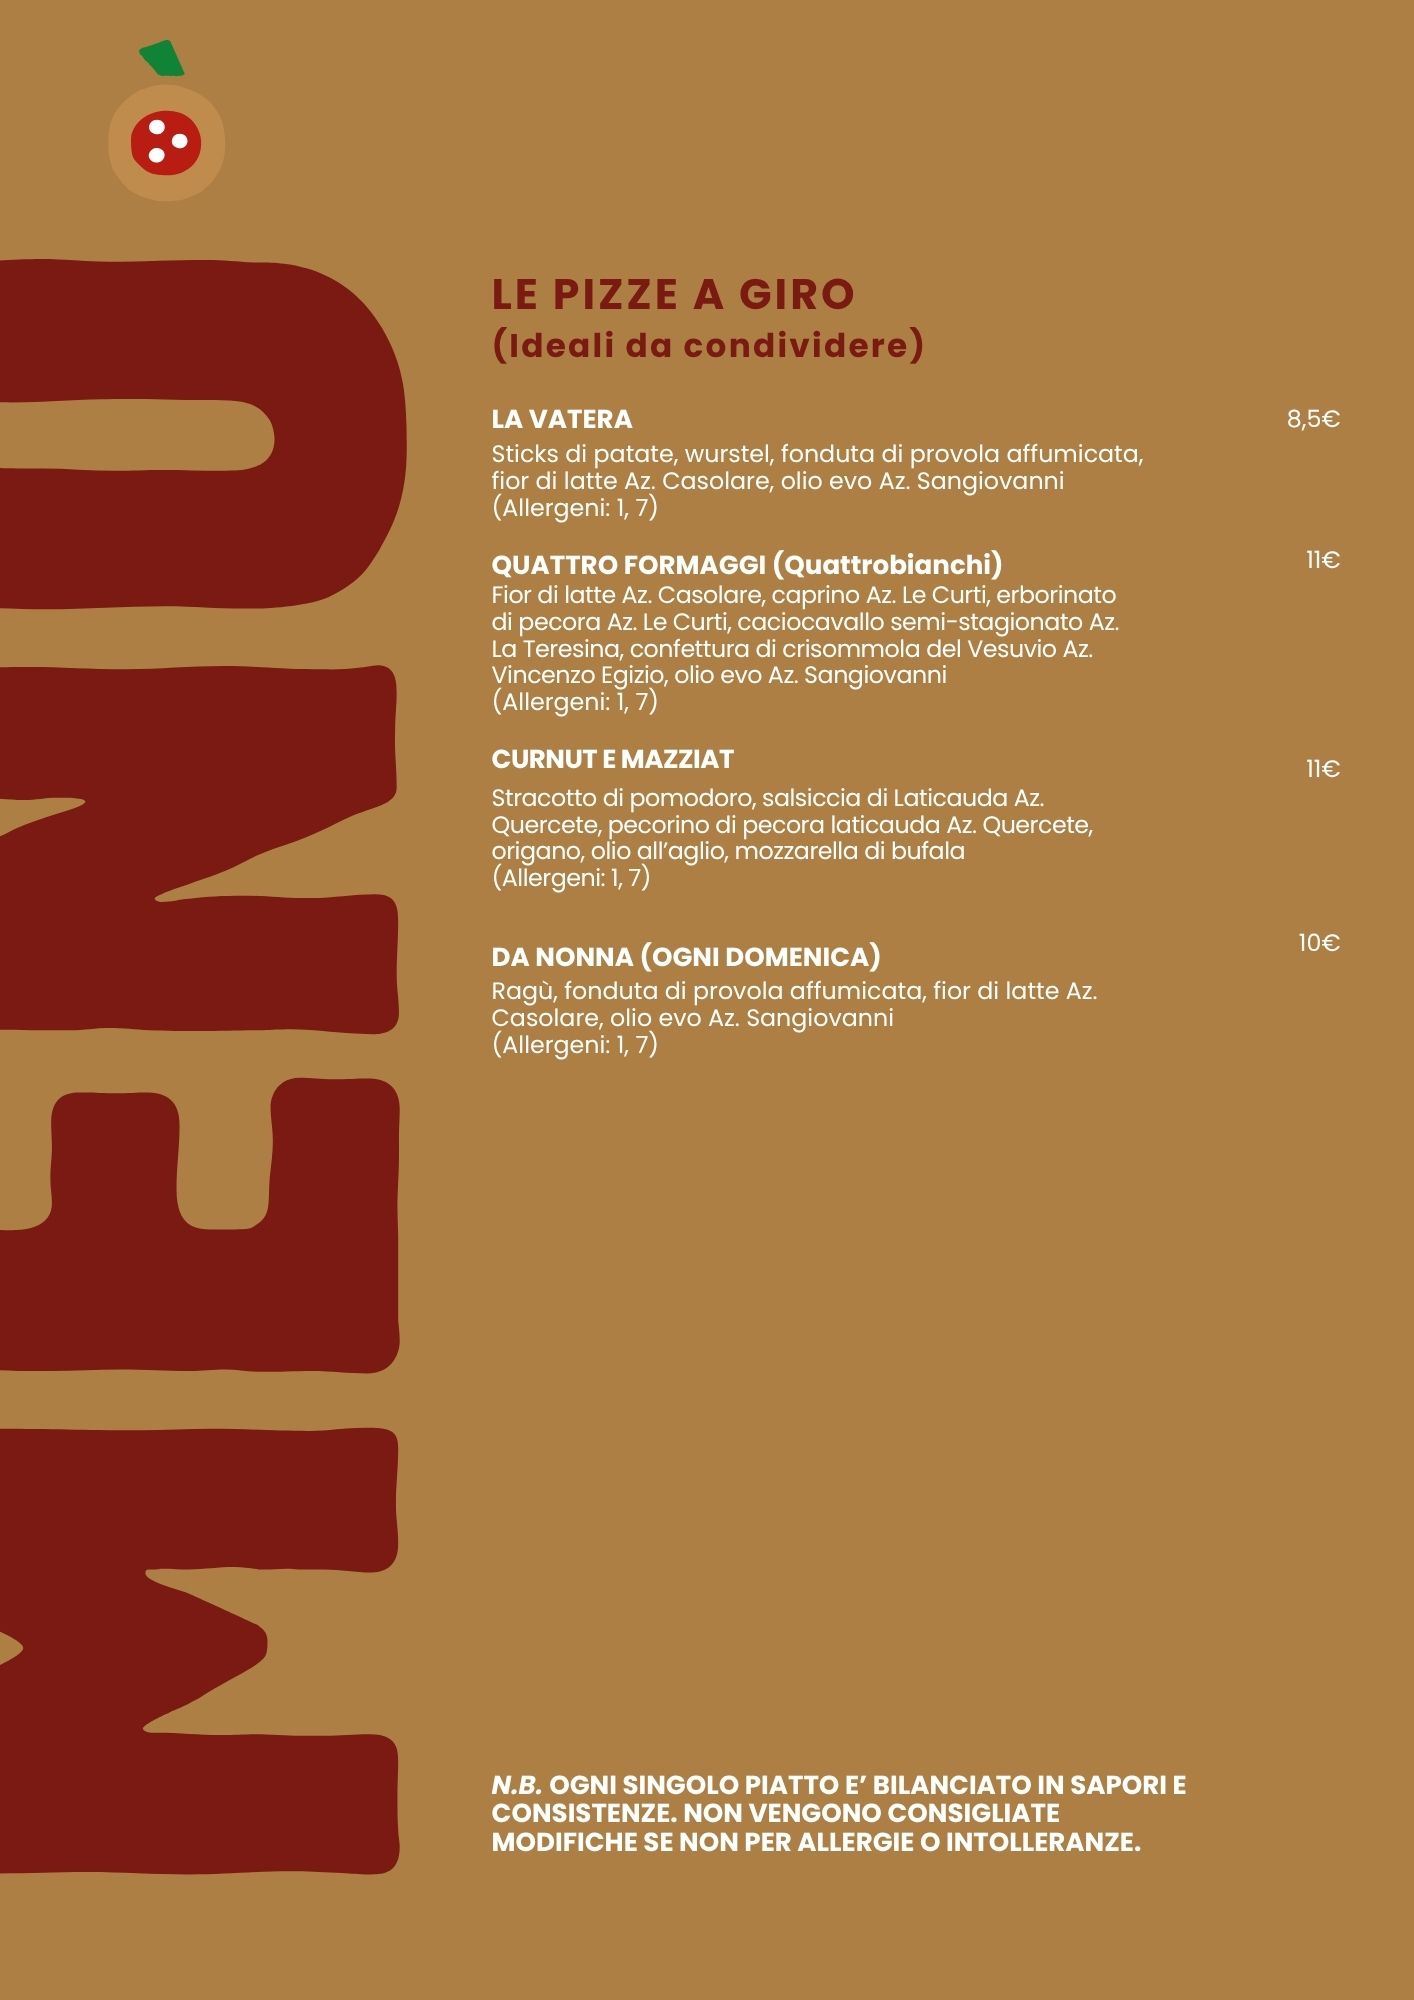 MENU
LE PIZZE A GIRO
(Ideali da condividere)
LA VATERA 8,5€
Sticks di patate, wurstel, fonduta di provola affumicata,
fior di latte Az. Casolare, olio evo Az. Sangiovanni
(Allergeni: 1, 7)
QUATTRO FORMAGGI (Quattrobianchi) 11€
Fior di latte Az. Casolare, caprino Az. Le Curti, erborinato
di pecora Az. Le Curti, caciocavallo semi-stagionato Az.
La Teresina, confettura di crisommola del Vesuvio Az.
Vincenzo Egizio, olio evo Az. Sangiovanni
(Allergeni: 1, 7)
CURNUT E MAZZIAT 11€
Stracotto di pomodoro, salsiccia di Laticauda Az.
Quercete, pecorino di pecora laticauda Az. Quercete,
origano, olio all’aglio, mozzarella di bufala
(Allergeni: 1, 7)
DA NONNA (OGNI DOMENICA) 10€
Ragù, fonduta di provola affumicata, fior di latte Az.
Casolare, olio evo Az. Sangiovanni
(Allergeni: 1, 7)
N.B. OGNI SINGOLO PIATTO E’ BILANCIATO IN SAPORI E
CONSISTENZE. NON VENGONO CONSIGLIATE
MODIFICHE SE NON PER ALLERGIE O INTOLLERANZE.